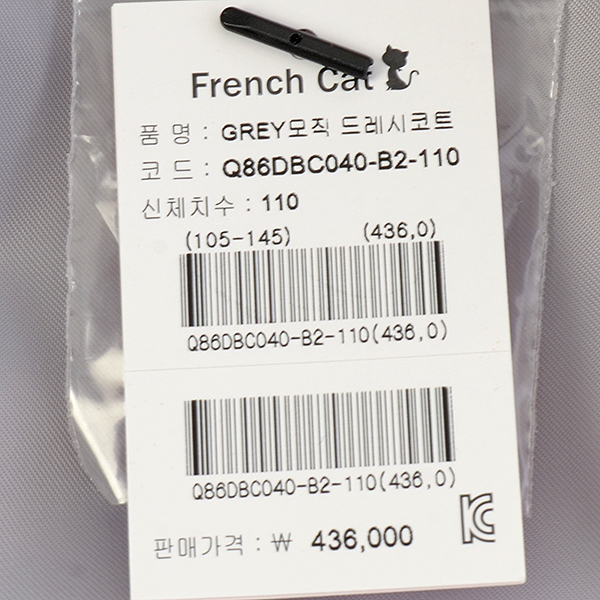 French Cat
품 명 : GREY모직 드레시코트
코 드 : Q86DBC040-B2-110
신체치수 : 110
(105-145) (436,0)
Q86DBC040-B2-110(436,0)
Q86DBC040-B2-110(436,0)
KC
판매가격 : ₩ 436,000